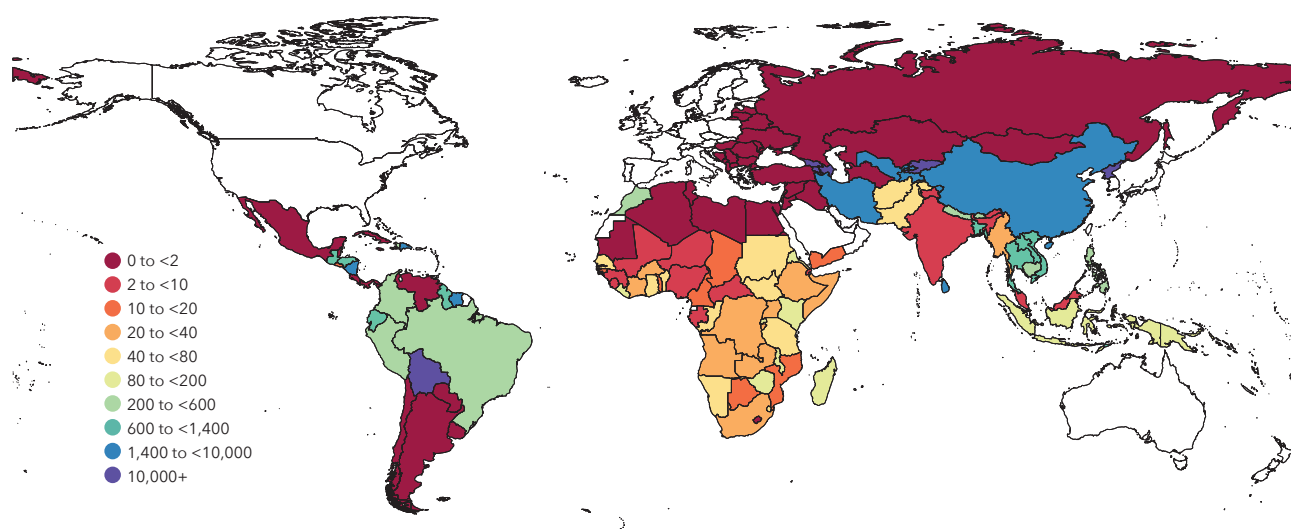 0 to <2
2 to <10
10 to <20
20 to <40
40 to <80
80 to <200
200 to <600
600 to <1,400
1,400 to <10,000
10,000+